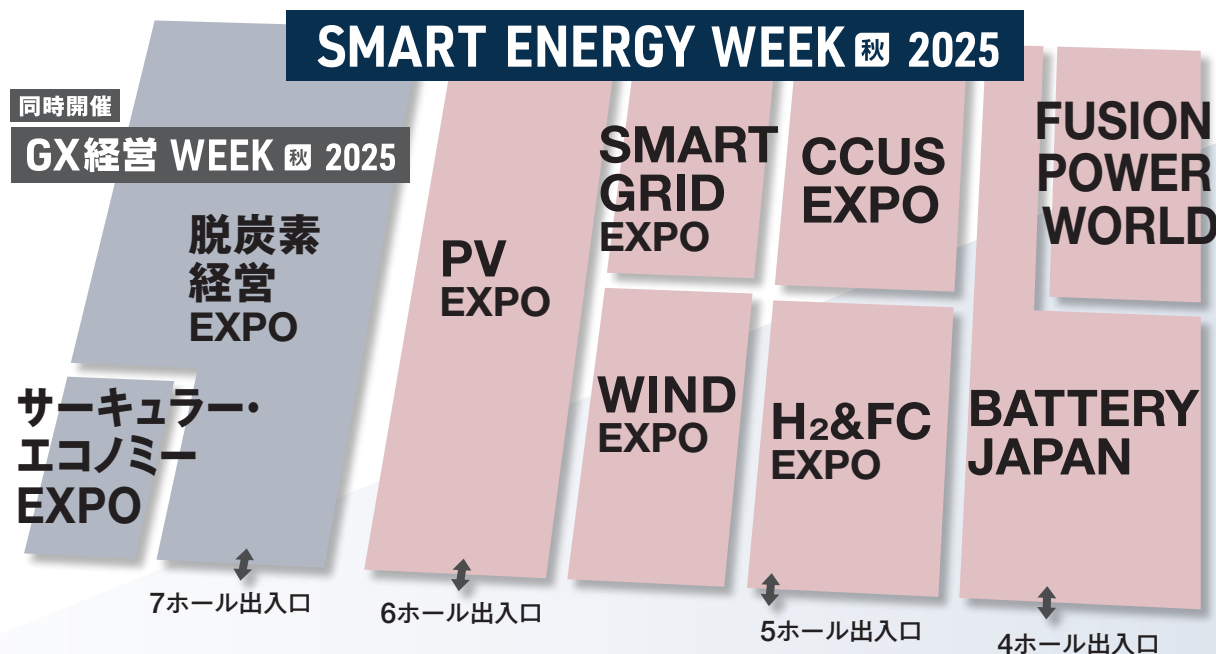 SMART ENERGY WEEK 秋 2025
同時開催
GX経営 WEEK 秋 2025
脱炭素
経営
EXPO
サーキュラー・
エコノミー
EXPO
PV
EXPO
SMART
GRID
EXPO
WIND
EXPO
CCUS
EXPO
H₂&FC
EXPO
FUSION
POWER
WORLD
BATTERY
JAPAN
7ホール出入口
6ホール出入口
5ホール出入口
4ホール出入口